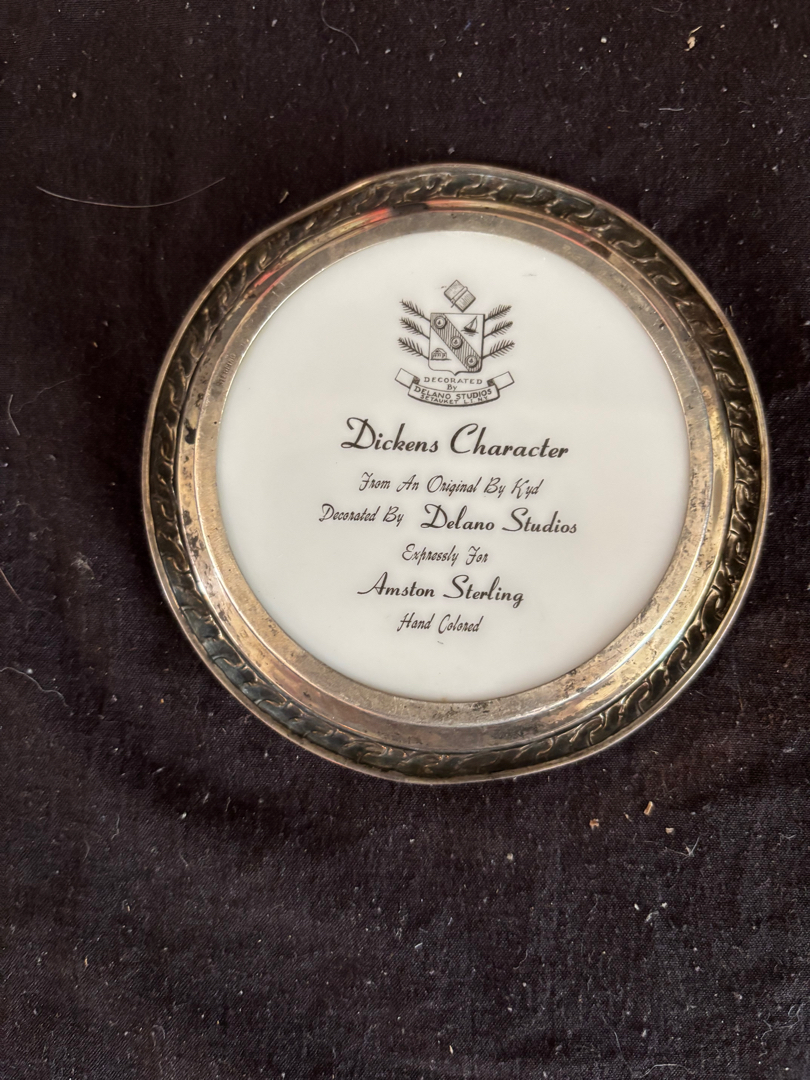 DECORATED
By
DELANO STUDIOS
SETAUKET L.I. N.Y.
Dickens Character
From An Original By Kyd
Decorated By Delano Studios
Expressly For
Amston Sterling
Hand Colored